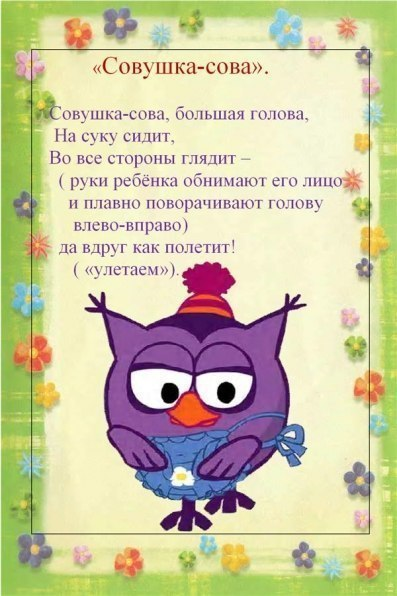 «Совушка-сова».
Совушка-сова, большая голова,
На суку сидит,
Во все стороны глядит –
( руки ребёнка обнимают его лицо
и плавно поворачивают голову
влево-вправо)
да вдруг как полетит!
( «улетаем»).